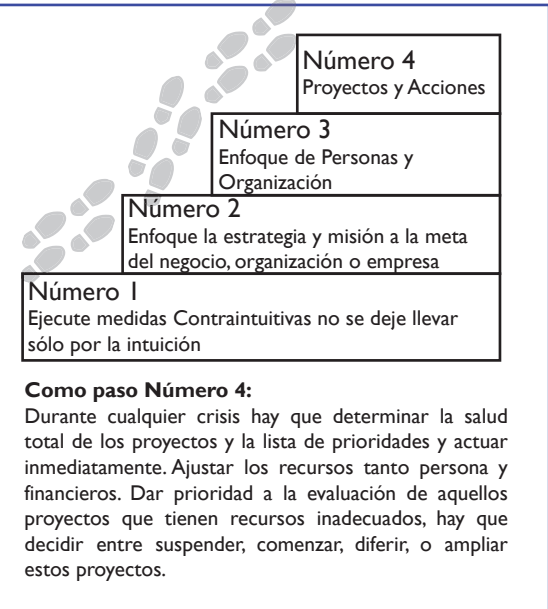 Número 4
Proyectos y Acciones
Número 3
Enfoque de Personas y
Organización
Número 2
Enfoque la estrategia y misión a la meta
del negocio, organización o empresa
Número 1
Ejecute medidas Contraintuitivas no se deje llevar
sólo por la intuición
Como paso Número 4:
Durante cualquier crisis hay que determinar la salud
total de los proyectos y la lista de prioridades y actuar
inmediatamente. Ajustar los recursos tanto persona y
financieros. Dar prioridad a la evaluación de aquellos
proyectos que tienen recursos inadecuados, hay que
decidir entre suspender, comenzar, diferir, o ampliar
estos proyectos.